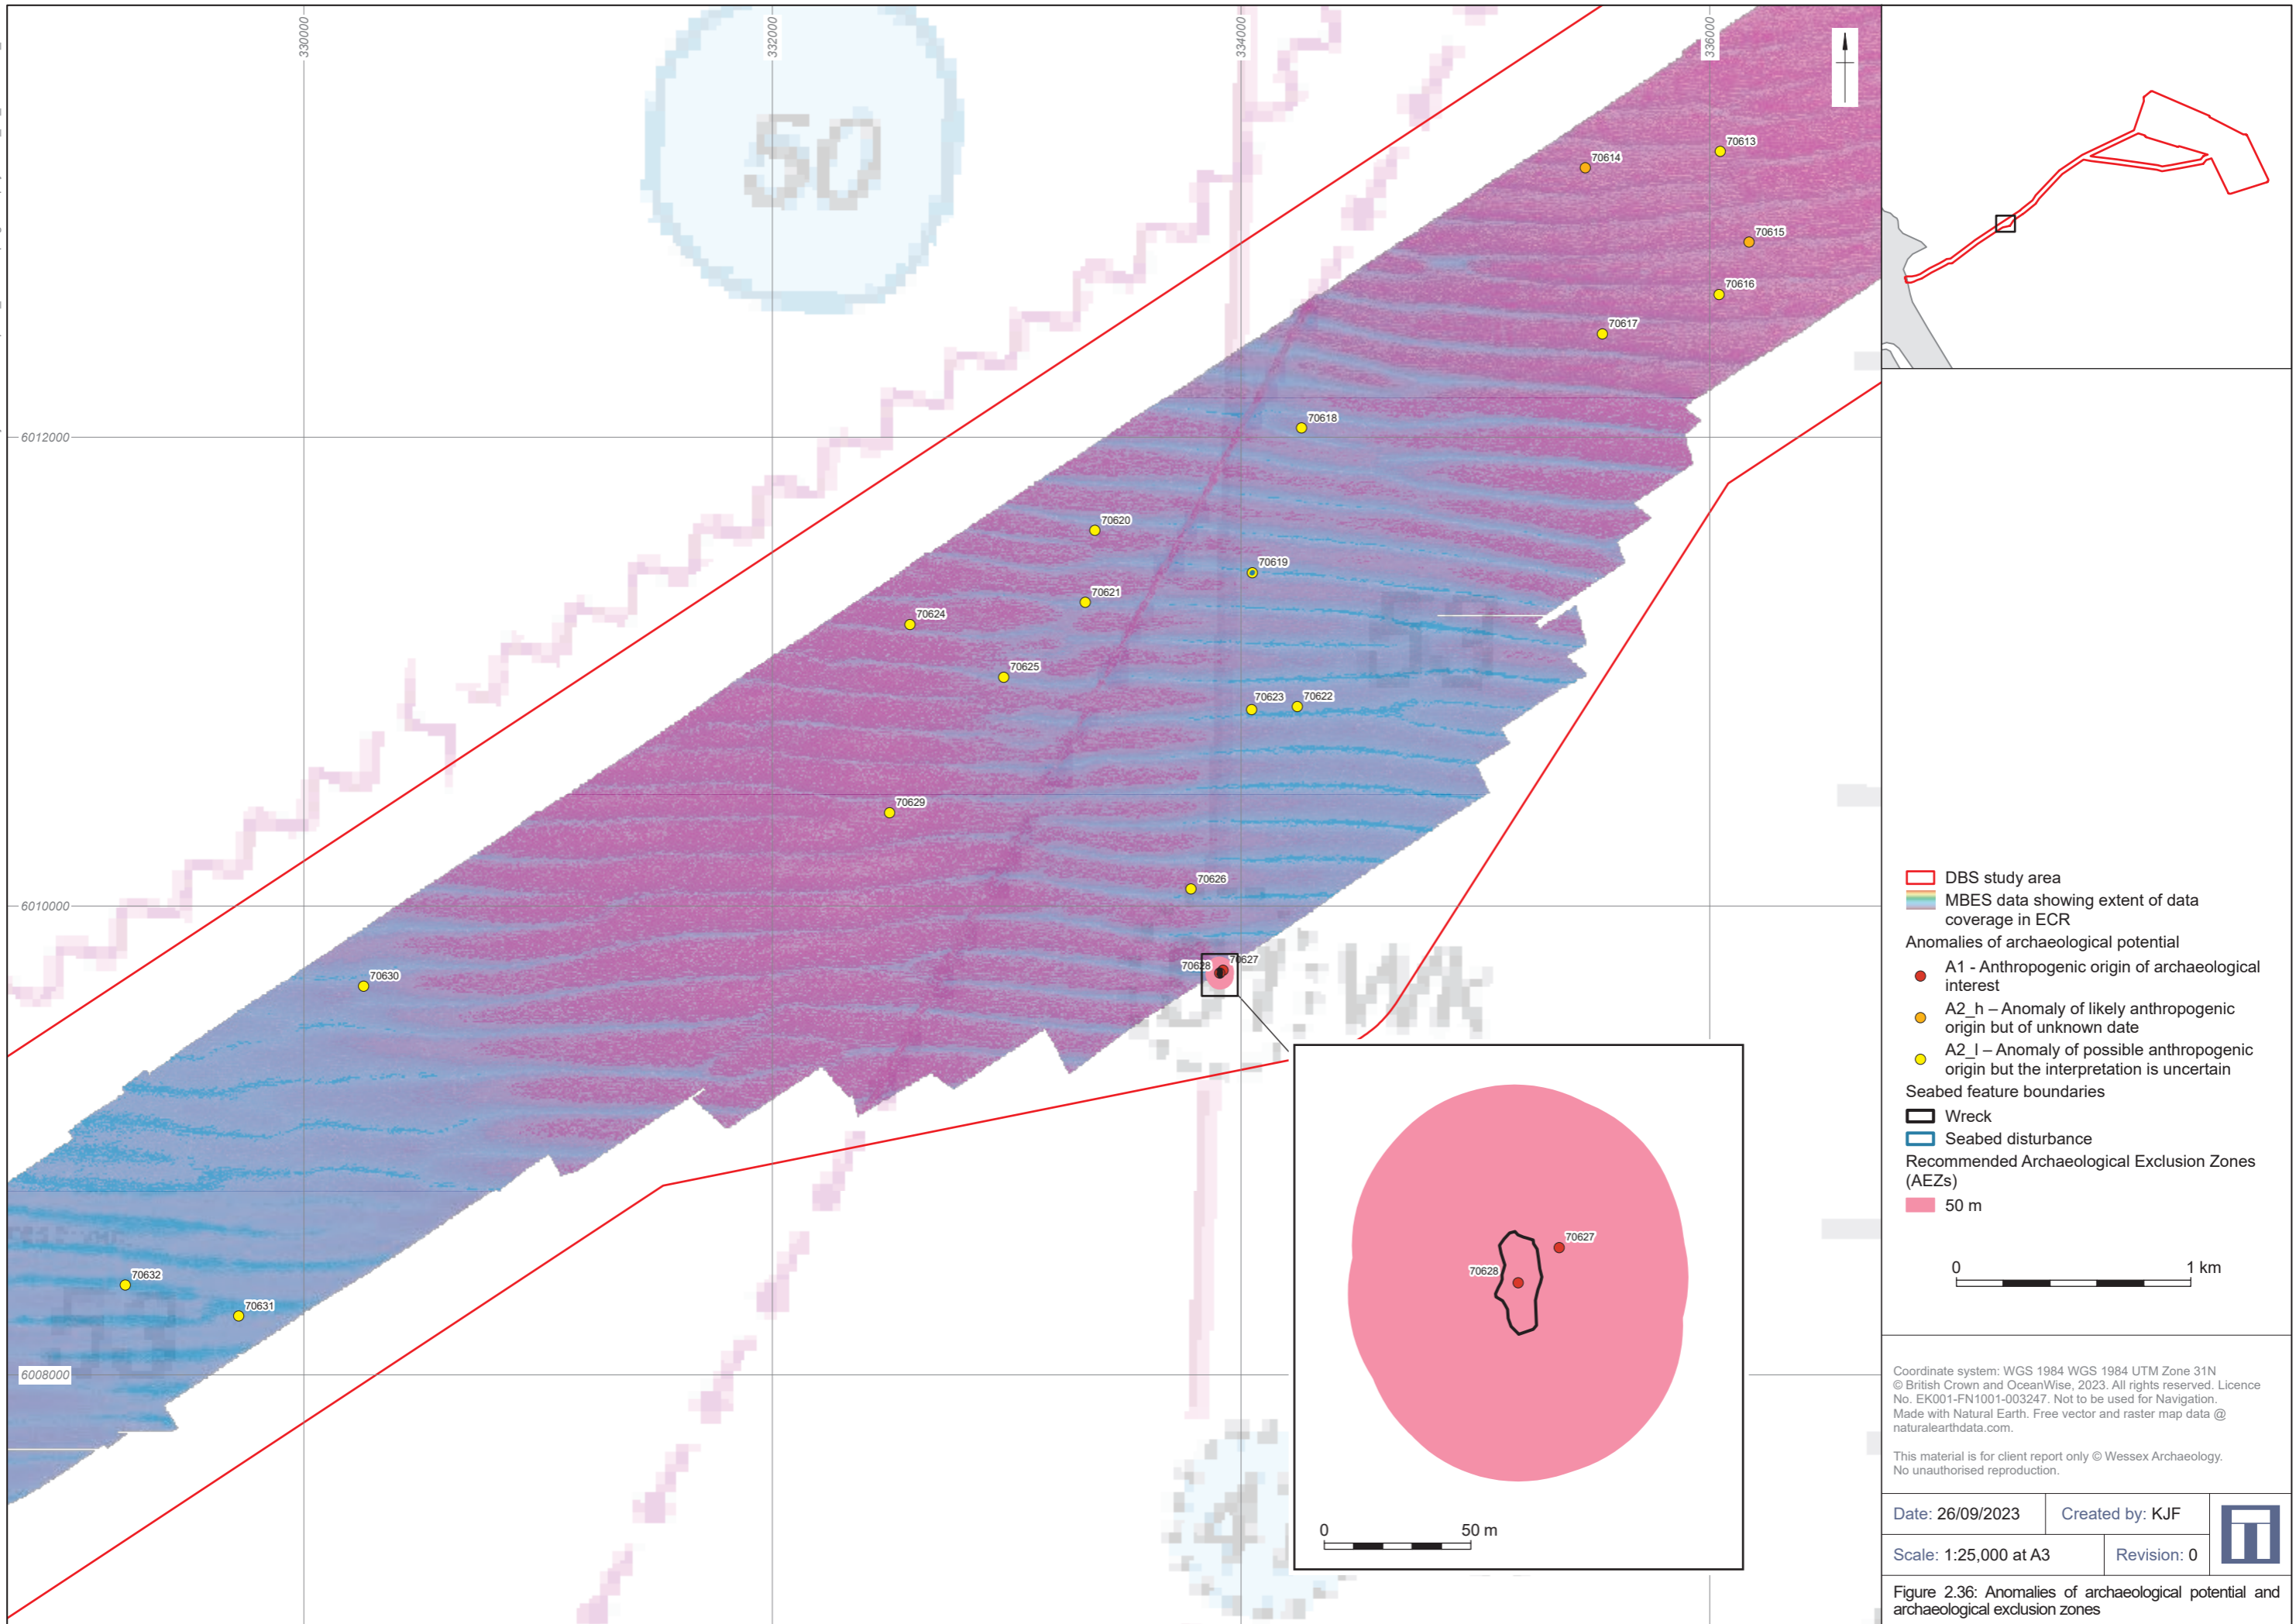 330000
332000
334000
336000
50
70613
70614
70615
70616
70617
6012000
70618
70620
70619
70621
70624
70625
53
70623
70622
70629
70626
6010000
70630
70628
70627
Wk
70632
70631
53
6008000
70627
70628
0 50 m
DBS study area
MBES data showing extent of data
coverage in ECR
Anomalies of archaeological potential
A1 - Anthropogenic origin of archaeological
interest
A2_h – Anomaly of likely anthropogenic
origin but of unknown date
A2_l – Anomaly of possible anthropogenic
origin but the interpretation is uncertain
Seabed feature boundaries
Wreck
Seabed disturbance
Recommended Archaeological Exclusion Zones
(AEZs)
50 m
0 1 km
Coordinate system: WGS 1984 WGS 1984 UTM Zone 31N
© British Crown and OceanWise, 2023. All rights reserved. Licence
No. EK001-FN1001-003247. Not to be used for Navigation.
Made with Natural Earth. Free vector and raster map data @
naturalearthdata.com.
This material is for client report only © Wessex Archaeology.
No unauthorised reproduction.
Date: 26/09/2023 Created by: KJF
Scale: 1:25,000 at A3 Revision: 0
Figure 2.36: Anomalies of archaeological potential and
archaeological exclusion zones